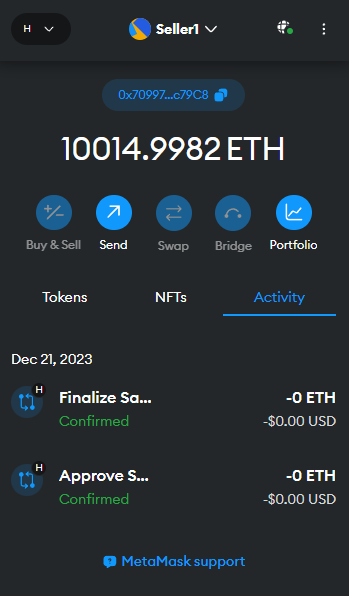 H Seller1
0x70997...c79C8
10014.9982 ETH
Buy & Sell Send Swap Bridge Portfolio
Tokens NFTs Activity
Dec 21, 2023
H
Finalize Sa... -0 ETH
Confirmed -$0.00 USD
H
Approve S... -0 ETH
Confirmed -$0.00 USD
MetaMask support